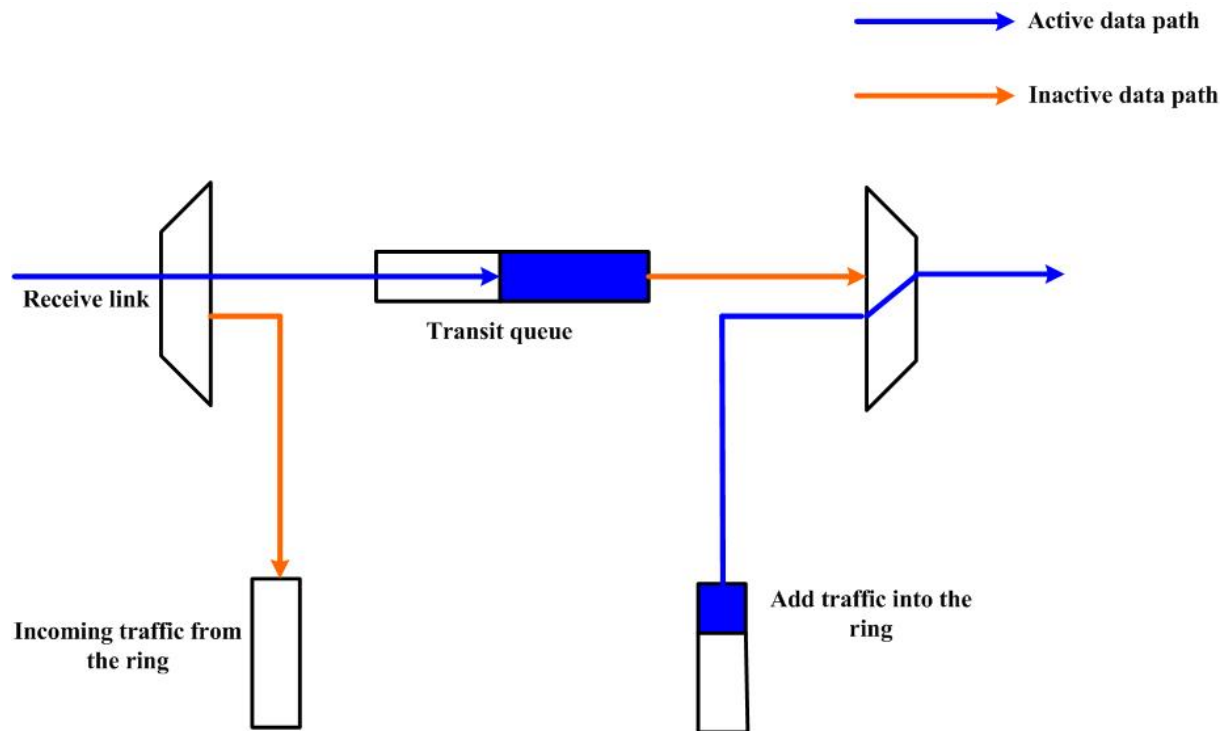 Active data path
Inactive data path
Receive link
Transit queue
Incoming traffic from
the ring
Add traffic into the
ring